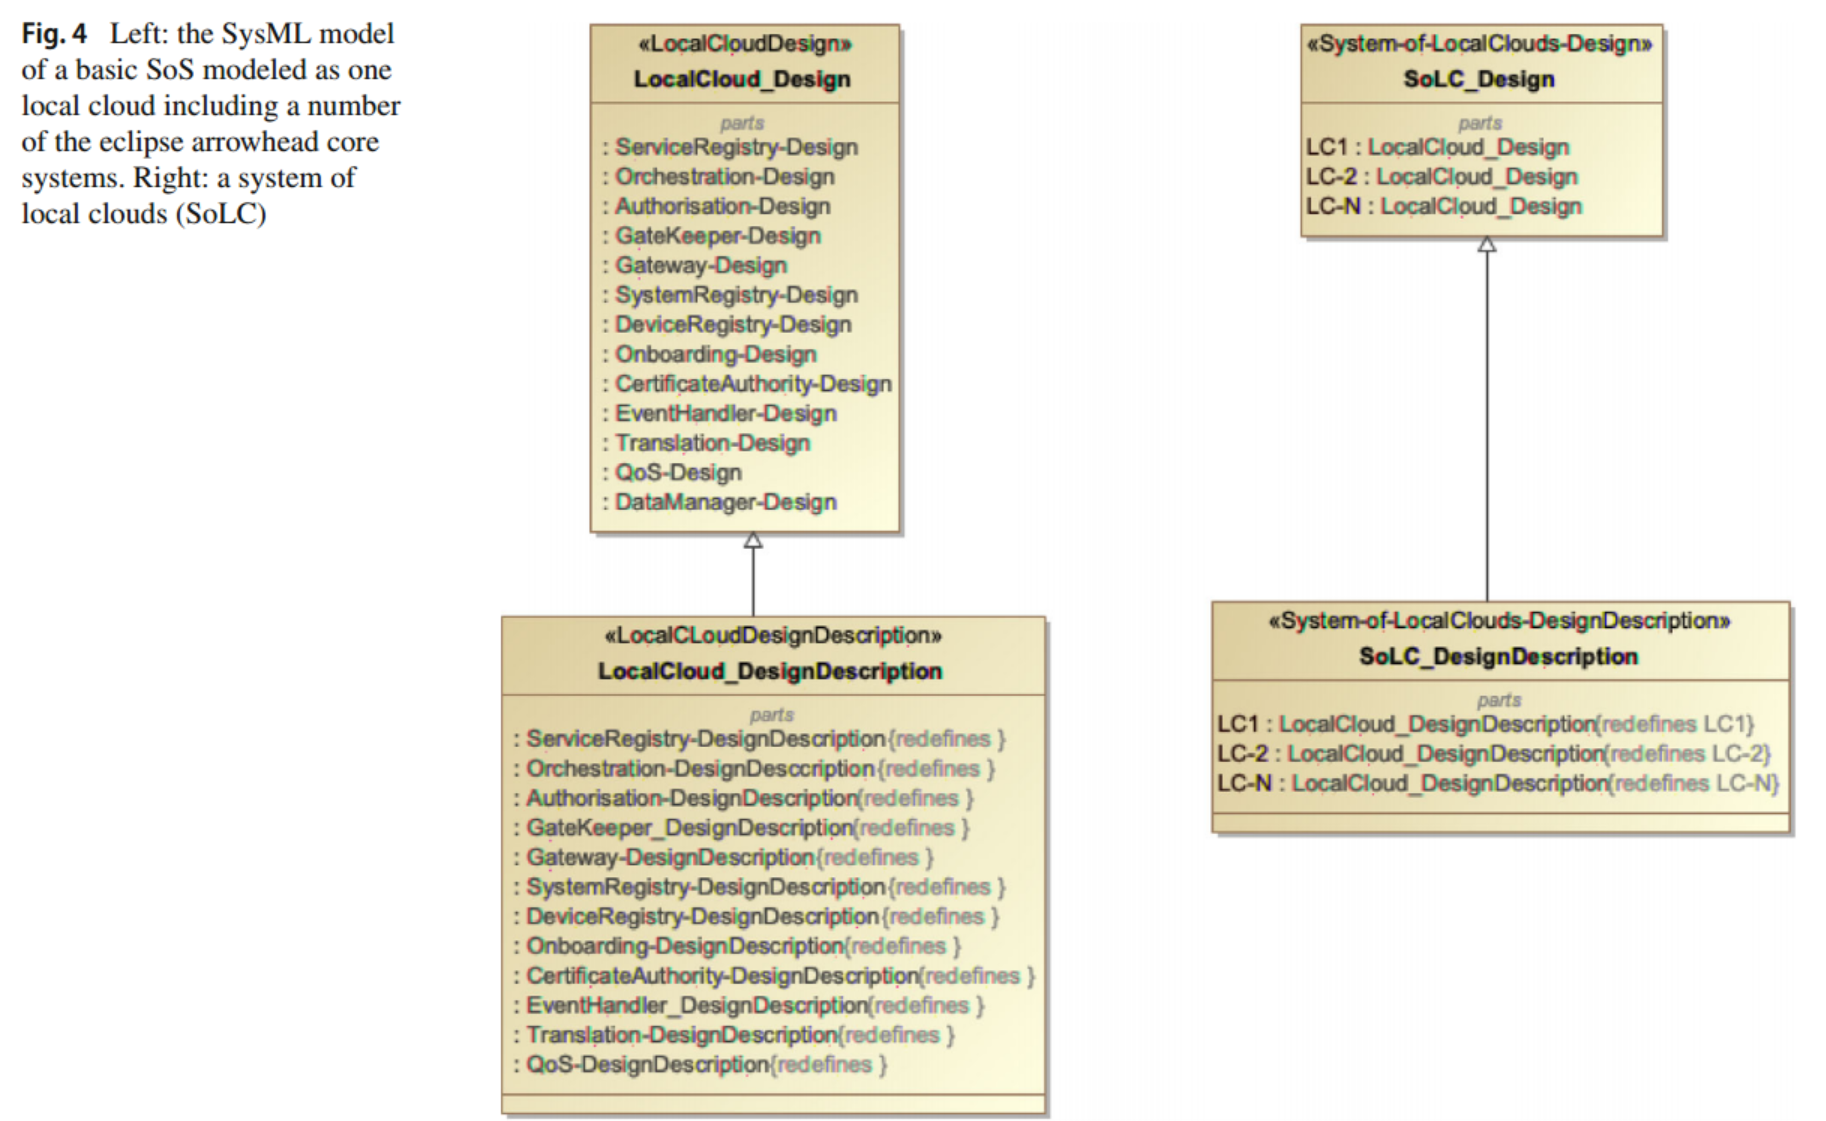 Fig. 4 Left: the SysML model
of a basic SoS modeled as one
local cloud including a number
of the eclipse arrowhead core
systems. Right: a system of
local clouds (SoLC)
«LocalCloudDesign»
LocalCloud_Design
parts
: ServiceRegistry-Design
: Orchestration-Design
: Authorisation-Design
: GateKeeper-Design
: Gateway-Design
: SystemRegistry-Design
: DeviceRegistry-Design
: Onboarding-Design
: CertificateAuthority-Design
: EventHandler-Design
: Translation-Design
: QoS-Design
: DataManager-Design
«LocalCLoudDesignDescription»
LocalCloud_DesignDescription
parts
: ServiceRegistry-DesignDescription{redefines }
: Orchestration-DesignDesccription{redefines }
: Authorisation-DesignDescription{redefines }
: GateKeeper_DesignDescription{redefines }
: Gateway-DesignDescription{redefines }
: SystemRegistry-DesignDescription{redefines }
: DeviceRegistry-DesignDescription{redefines }
: Onboarding-DesignDescription{redefines }
: CertificateAuthority-DesignDescription{redefines }
: EventHandler_DesignDescription{redefines }
: Translation-DesignDescription{redefines }
: QoS-DesignDescription{redefines }
«System-of-LocalClouds-Design»
SoLC_Design
parts
LC1 : LocalCloud_Design
LC-2 : LocalCloud_Design
LC-N : LocalCloud_Design
«System-of-LocalClouds-DesignDescription»
SoLC_DesignDescription
parts
LC1 : LocalCloud_DesignDescription{redefines LC1}
LC-2 : LocalCloud_DesignDescription{redefines LC-2}
LC-N : LocalCloud_DesignDescription{redefines LC-N}